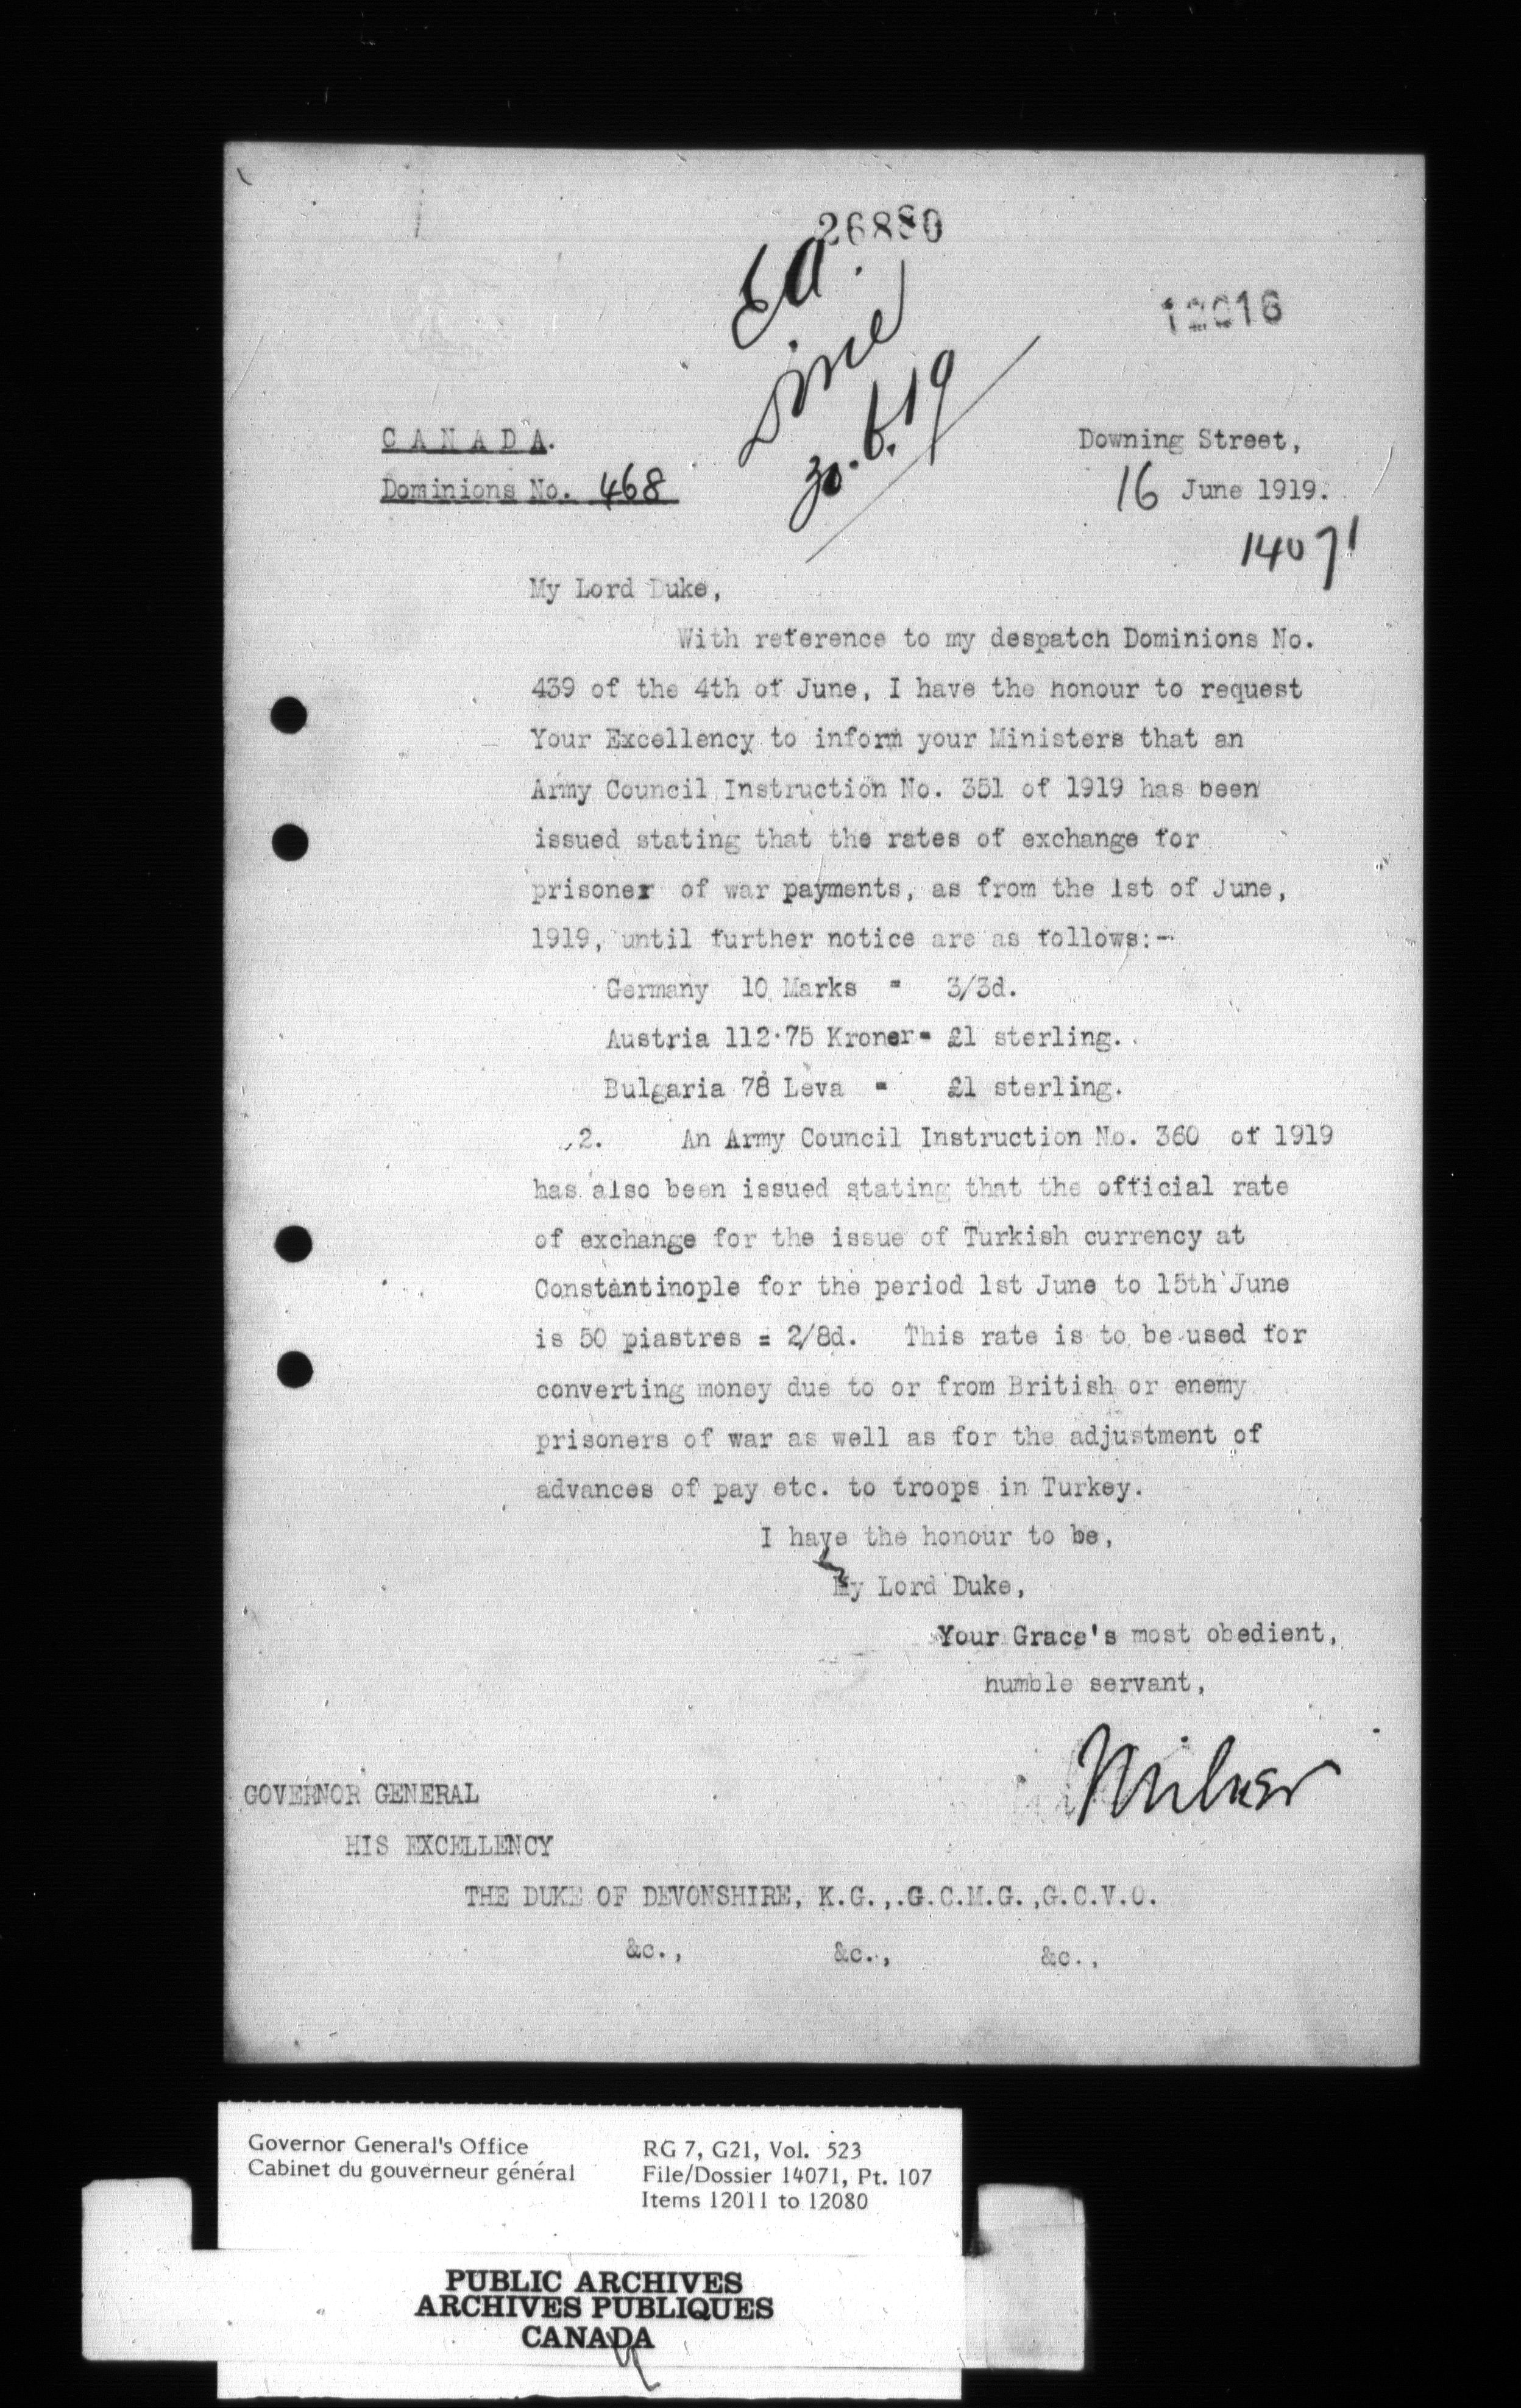 26880
12016
30.6.19
CANADA.
Dominions No. 468
Downing Street,
16 June 1919.
14071
My Lord Duke,
With reference to my despatch Dominions No.
439 of the 4th of June, I have the honour to request
Your Excellency to inform your Ministers that an
Army Council Instruction No. 351 of 1919 has been
issued stating that the rates of exchange for
prisoner of war payments, as from the 1st of June,
1919, until further notice are as follows:-
Germany 10 Marks = 3/3d.
Austria 112.75 Kroner= £1 sterling.
Bulgaria 78 Leva = £1 sterling.
2. An Army Council Instruction No. 360 of 1919
has also been issued stating that the official rate
of exchange for the issue of Turkish currency at
Constantinople for the period 1st June to 15th June
is 50 piastres = 2/8d. This rate is to be used for
converting money due to or from British or enemy
prisoners of war as well as for the adjustment of
advances of pay etc. to troops in Turkey.
I have the honour to be,
My Lord Duke,
Your Grace's most obedient,
humble servant,
Milner
GOVERNOR GENERAL
HIS EXCELLENCY
THE DUKE OF DEVONSHIRE, K.G.,.G.C.M.G.,G.C.V.O.
&c., &c., &c.,
Governor General's Office RG 7, G21, Vol. 523
Cabinet du gouverneur général File/Dossier 14071, Pt. 107
Items 12011 to 12080
PUBLIC ARCHIVES
ARCHIVES PUBLIQUES
CANADA